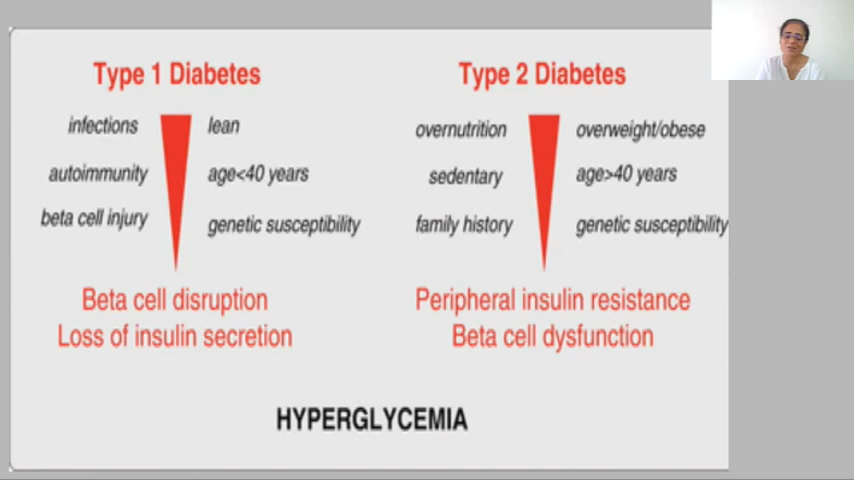 Type 1 Diabetes
infections
lean
autoimmunity
age<40 years
beta cell injury
genetic susceptibility
Beta cell disruption
Loss of insulin secretion
Type 2 Diabetes
overnutrition
overweight/obese
sedentary
age>40 years
family history
genetic susceptibility
Peripheral insulin resistance
Beta cell dysfunction
HYPERGLYCEMIA